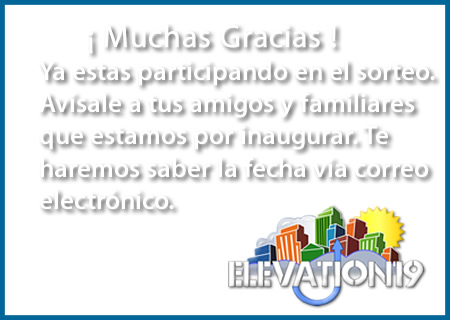 ¡ Muchas Gracias !
Ya estas participando en el sorteo.
Avísale a tus amigos y familiares
que estamos por inaugurar. Te
haremos saber la fecha vía correo
electrónico.
ELEVATION19